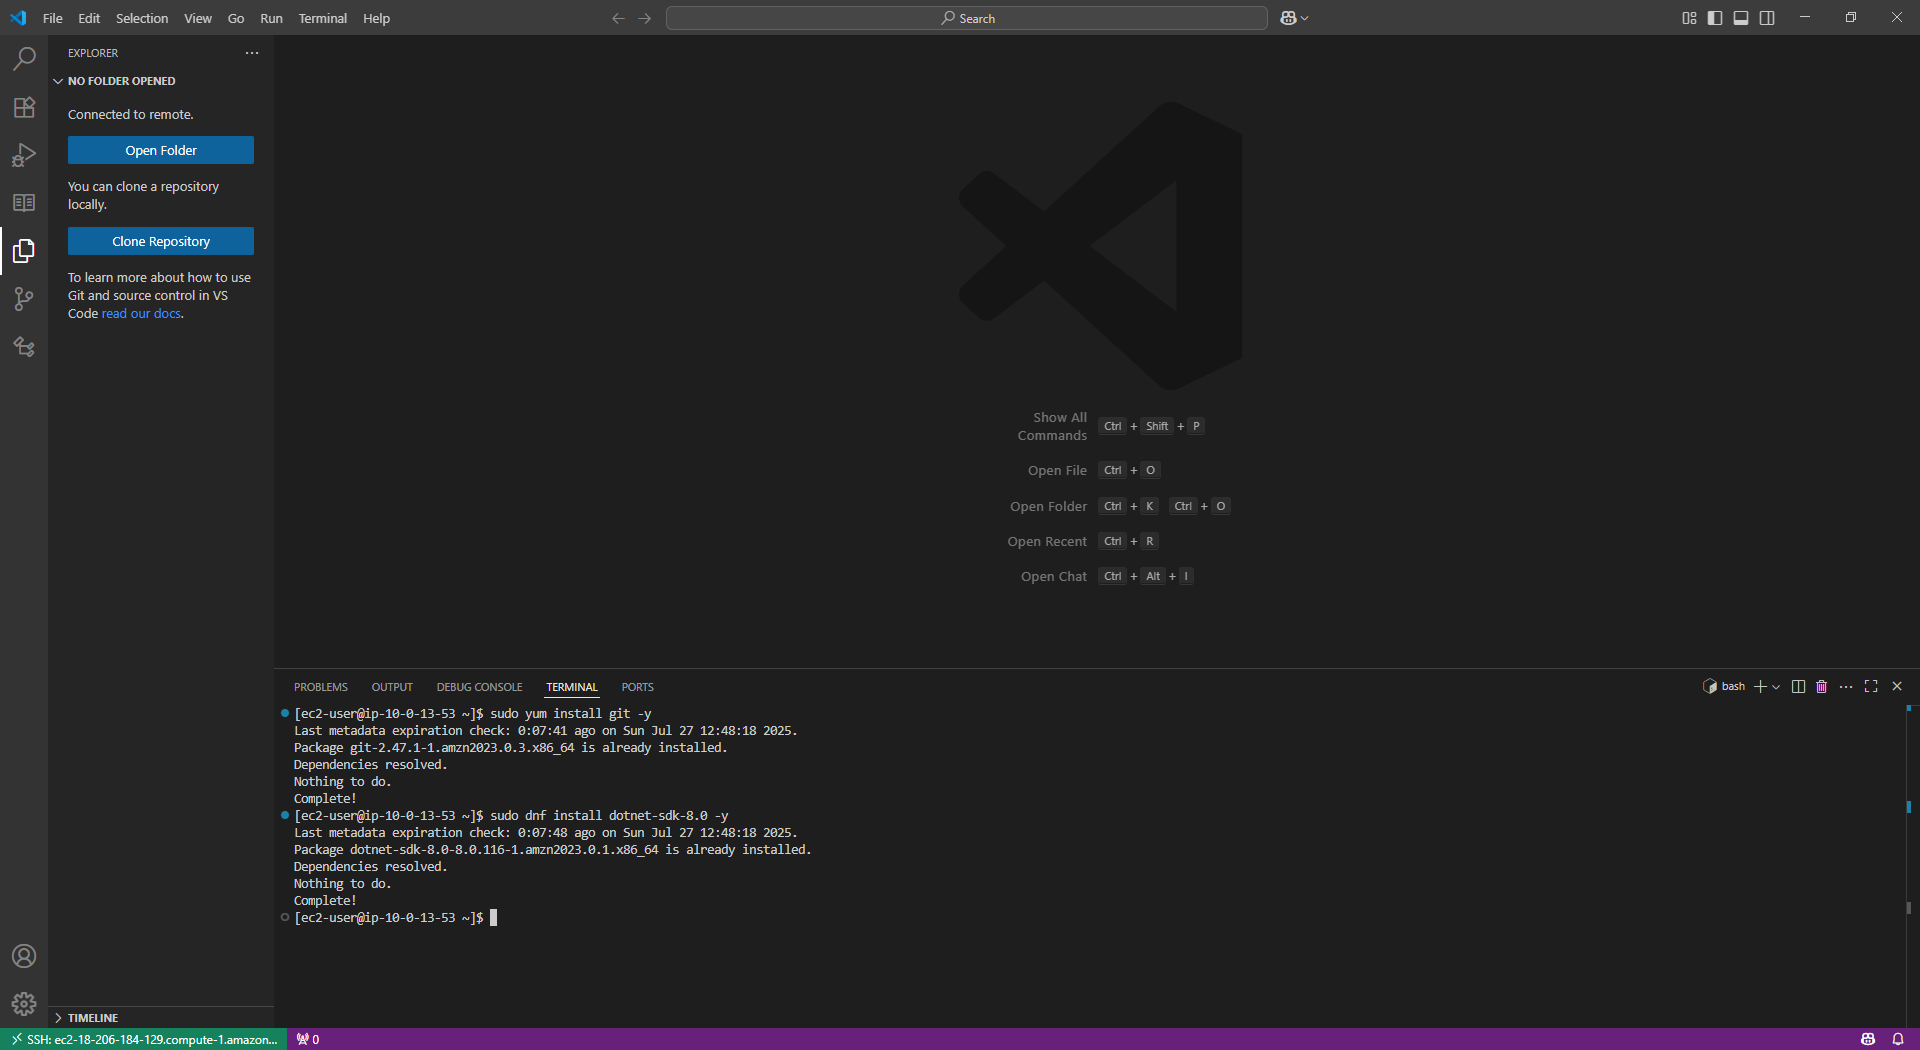 File Edit Selection View Go Run Terminal Help
Search
EXPLORER
NO FOLDER OPENED
Connected to remote.
Open Folder
You can clone a repository
locally.
Clone Repository
To learn more about how to use
Git and source control in VS
Code read our docs.
Show All
Commands
Ctrl + Shift + P
Open File Ctrl + O
Open Folder Ctrl + K Ctrl + O
Open Recent Ctrl + R
Open Chat Ctrl + Alt + I
PROBLEMS OUTPUT DEBUG CONSOLE TERMINAL PORTS
bash
[ec2-user@ip-10-0-13-53 ~]$ sudo yum install git -y
Last metadata expiration check: 0:07:41 ago on Sun Jul 27 12:48:18 2025.
Package git-2.47.1-1.amzn2023.0.3.x86_64 is already installed.
Dependencies resolved.
Nothing to do.
Complete!
[ec2-user@ip-10-0-13-53 ~]$ sudo dnf install dotnet-sdk-8.0 -y
Last metadata expiration check: 0:07:48 ago on Sun Jul 27 12:48:18 2025.
Package dotnet-sdk-8.0-8.0.116-1.amzn2023.0.1.x86_64 is already installed.
Dependencies resolved.
Nothing to do.
Complete!
[ec2-user@ip-10-0-13-53 ~]$
TIMELINE
SSH: ec2-18-206-184-129.compute-1.amazon... 0